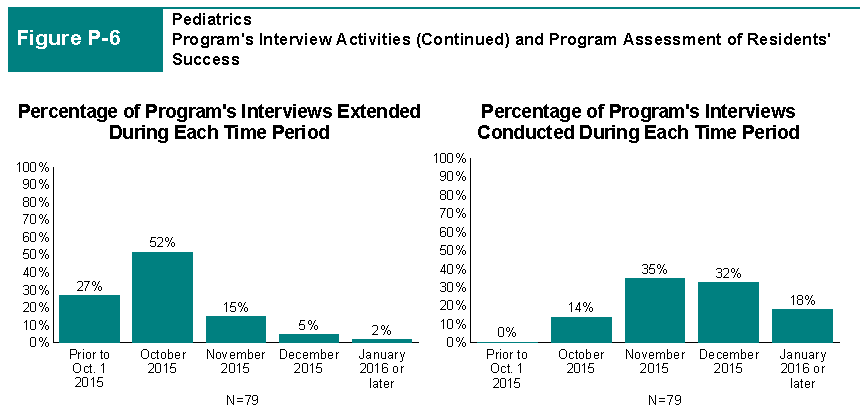 Figure P-6
Pediatrics
Program's Interview Activities (Continued) and Program Assessment of Residents'
Success
Percentage of Program's Interviews Extended
During Each Time Period
100%
90%
80%
70%
60%
50%
40%
30%
20%
10%
0%
27%
52%
15%
5%
2%
Prior to
Oct. 1
2015
October
2015
November
2015
December
2015
January
2016 or
later
N=79
Percentage of Program's Interviews
Conducted During Each Time Period
100%
90%
80%
70%
60%
50%
40%
30%
20%
10%
0%
0%
14%
35%
32%
18%
Prior to
Oct. 1
2015
October
2015
November
2015
December
2015
January
2016 or
later
N=79